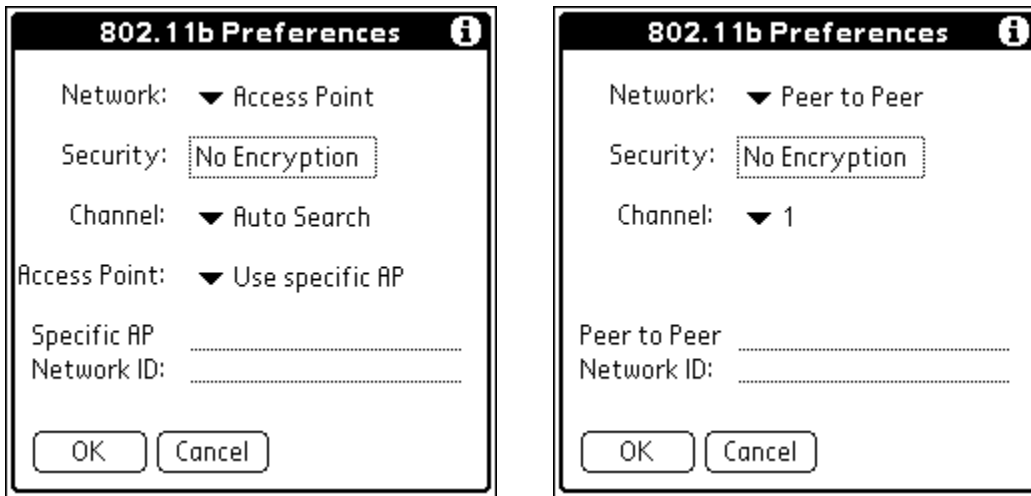 802.11b Preferences
Network: Access Point
Security: No Encryption
Channel: Auto Search
Access Point: Use specific AP
Specific AP
Network ID:
OK Cancel
802.11b Preferences
Network: Peer to Peer
Security: No Encryption
Channel: 1
Peer to Peer
Network ID:
OK Cancel